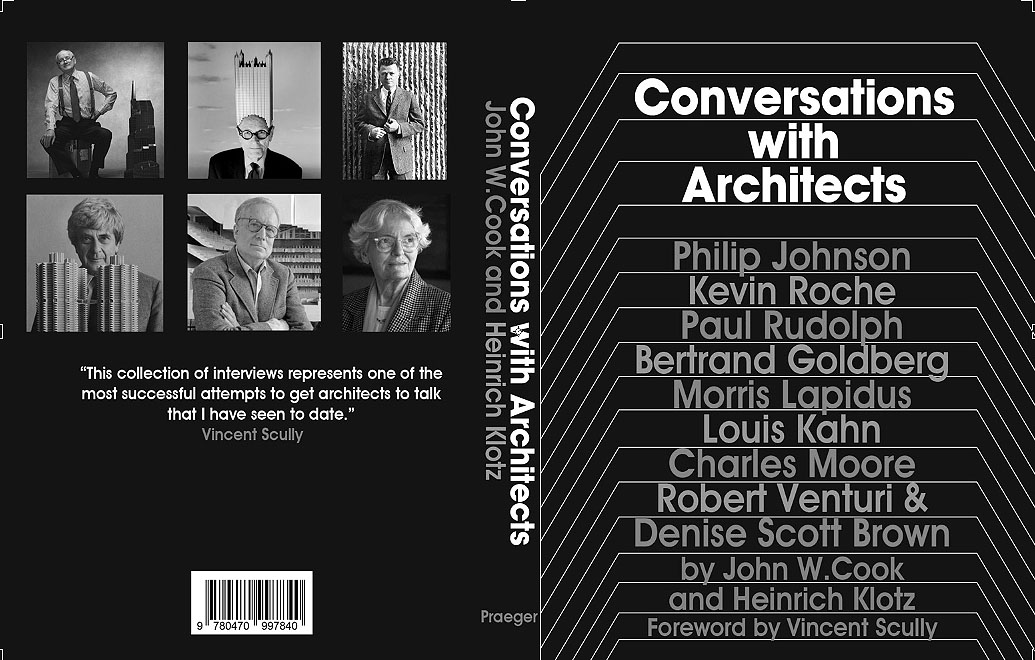 “This collection of interviews represents one of the
most successful attempts to get architects to talk
that I have seen to date.”
Vincent Scully
9 780470 997840
Conversations with Architects
John W.Cook and Heinrich Klotz
Praeger
Conversations
with
Architects
Philip Johnson
Kevin Roche
Paul Rudolph
Bertrand Goldberg
Morris Lapidus
Louis Kahn
Charles Moore
Robert Venturi &
Denise Scott Brown
by John W.Cook
and Heinrich Klotz
Foreword by Vincent Scully